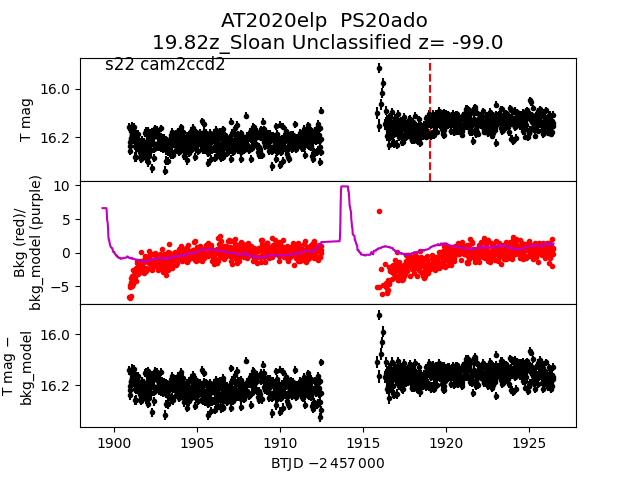 AT2020elp PS20ado
19.82z_Sloan Unclassified z= -99.0
s22 cam2ccd2
T mag
16.0
16.2
Bkg (red)/
bkg_model (purple)
10
5
0
−5
T mag −
bkg_model
16.0
16.2
1900 1905 1910 1915 1920 1925
BTJD −2 457 000